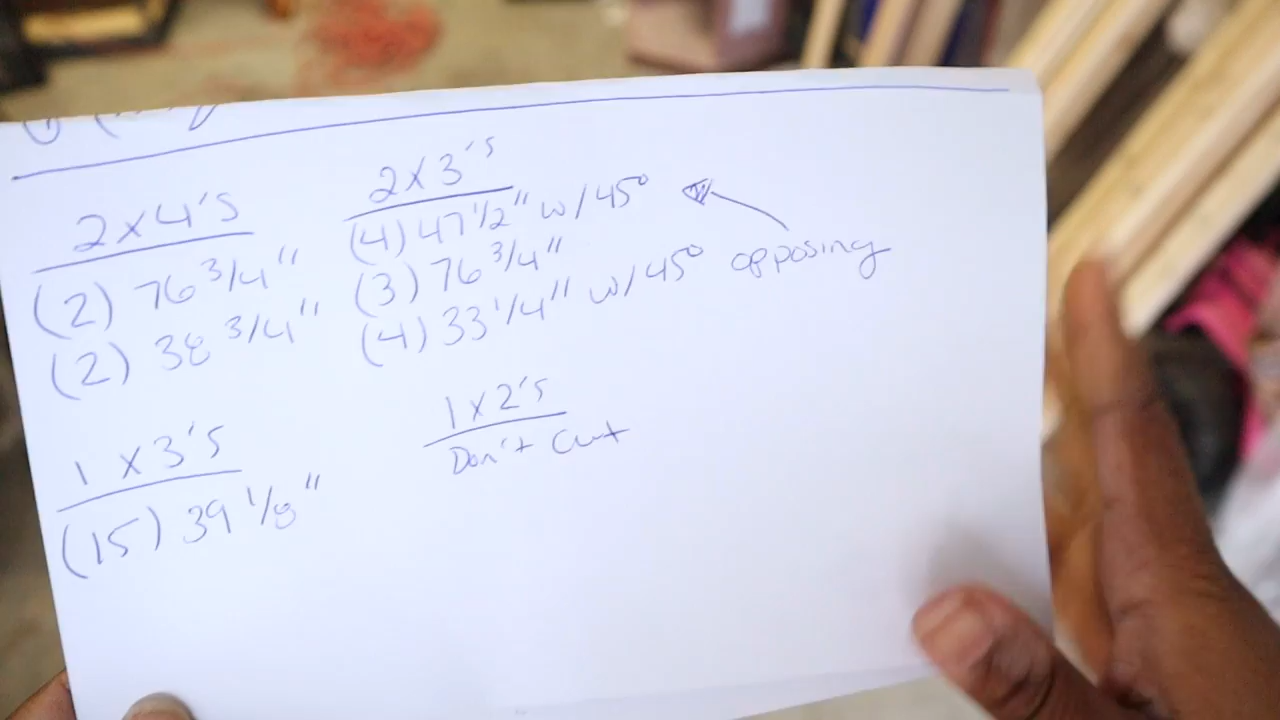 2x4's
(2) 76 3/4"
(2) 38 3/4"
2x3's
(4) 47 1/2" w/45°
(3) 76 3/4"
(4) 33 1/4" w/45° opposing
1x3's
(15) 39 1/8"
1x2's
Don't Cut